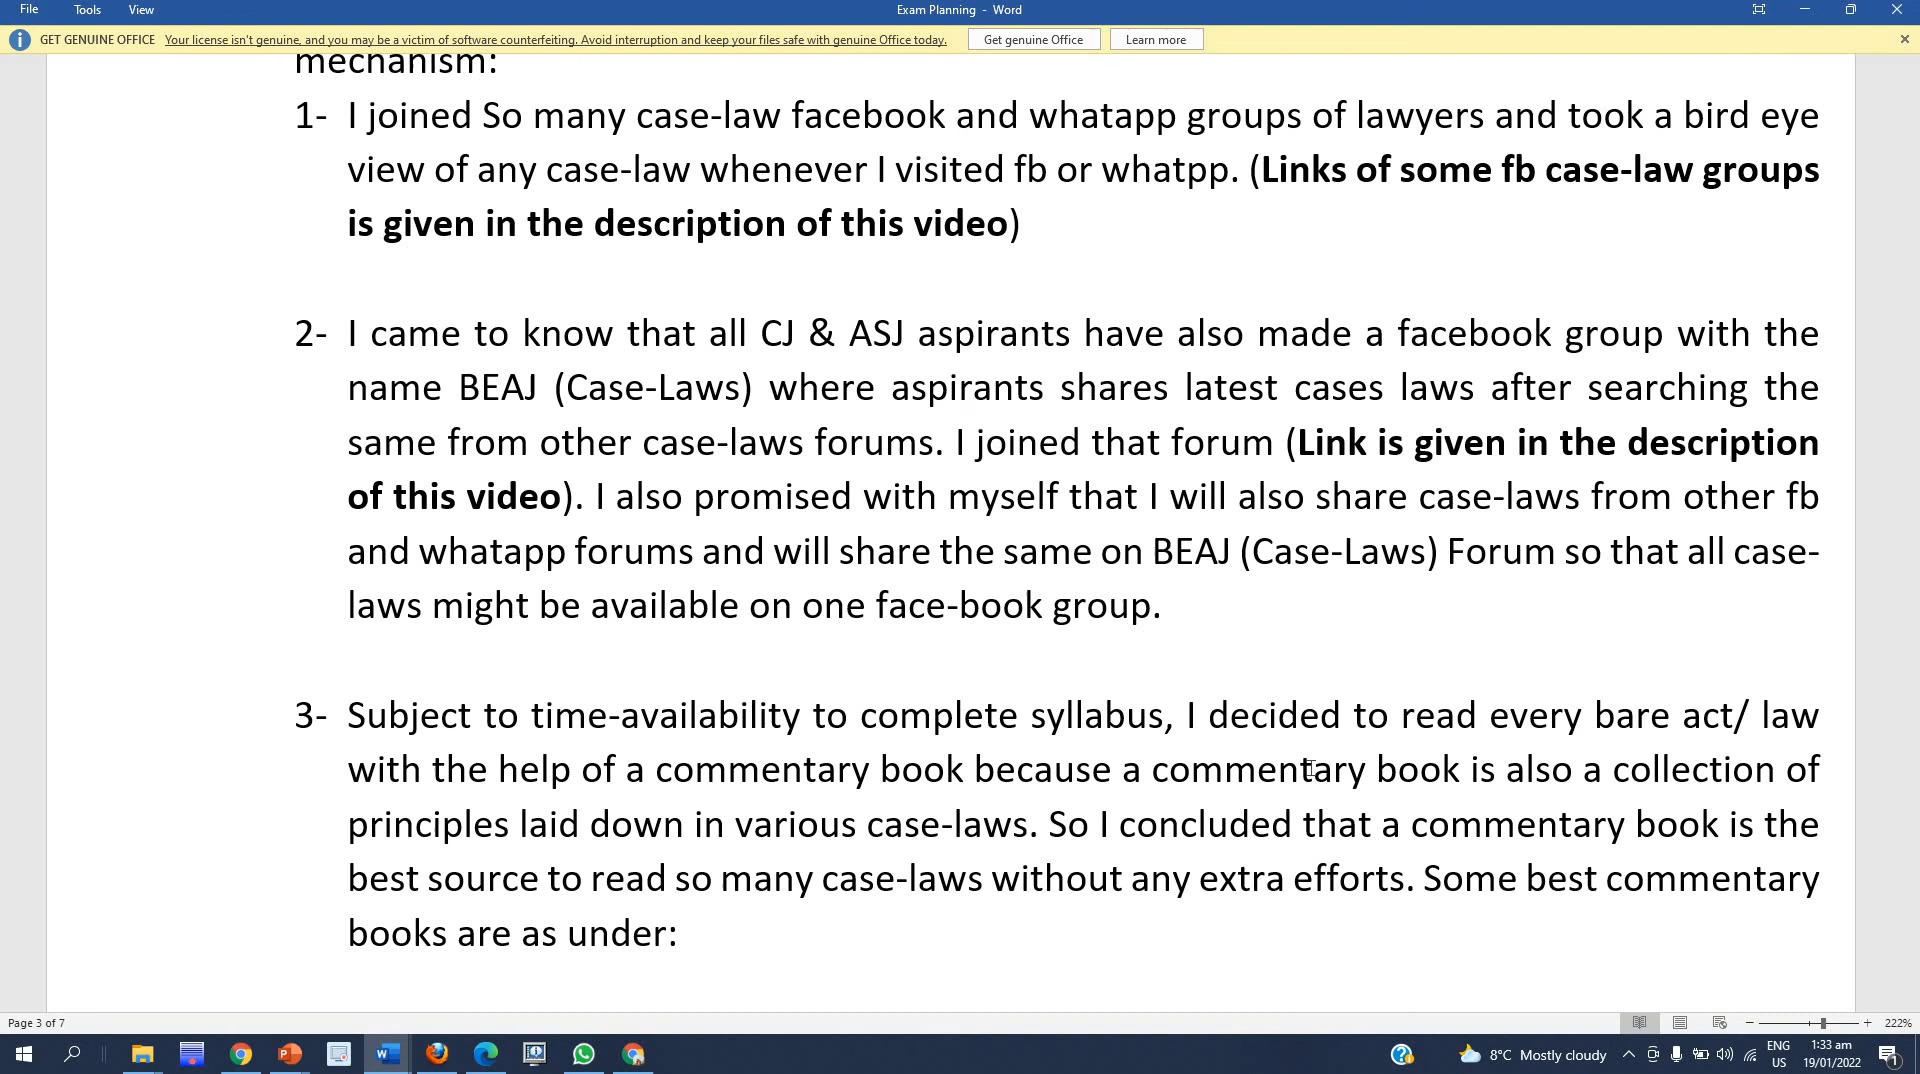 File Tools View Exam Planning - Word
GET GENUINE OFFICE Your license isn't genuine, and you may be a victim of software counterfeiting. Avoid interruption and keep your files safe with genuine Office today. Get genuine Office Learn more
mechanism:
1- I joined So many case-law facebook and whatapp groups of lawyers and took a bird eye
view of any case-law whenever I visited fb or whatpp. (Links of some fb case-law groups
is given in the description of this video)
2- I came to know that all CJ & ASJ aspirants have also made a facebook group with the
name BEAJ (Case-Laws) where aspirants shares latest cases laws after searching the
same from other case-laws forums. I joined that forum (Link is given in the description
of this video). I also promised with myself that I will also share case-laws from other fb
and whatapp forums and will share the same on BEAJ (Case-Laws) Forum so that all case-
laws might be available on one face-book group.
3- Subject to time-availability to complete syllabus, I decided to read every bare act/ law
with the help of a commentary book because a commentary book is also a collection of
principles laid down in various case-laws. So I concluded that a commentary book is the
best source to read so many case-laws without any extra efforts. Some best commentary
books are as under:
Page 3 of 7 222%
8°C Mostly cloudy ENG 1:33 am
US 19/01/2022 1